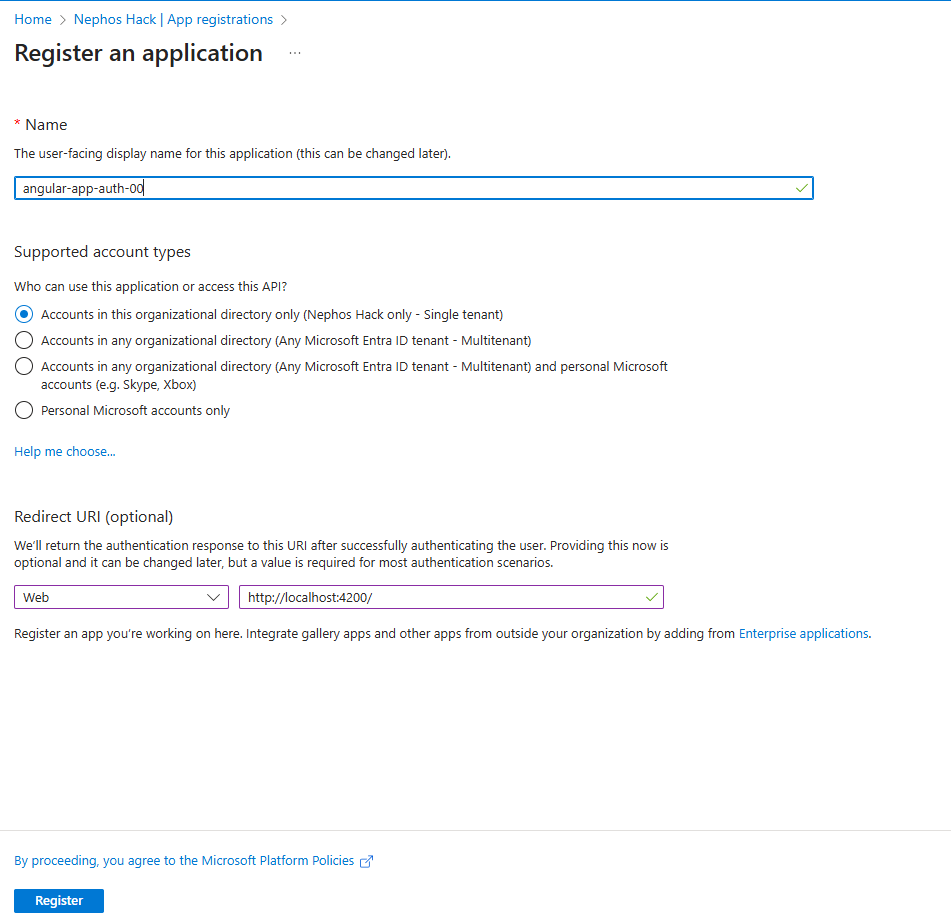 Home > Nephos Hack | App registrations >
Register an application ...
* Name
The user-facing display name for this application (this can be changed later).
angular-app-auth-00
Supported account types
Who can use this application or access this API?
Accounts in this organizational directory only (Nephos Hack only - Single tenant)
Accounts in any organizational directory (Any Microsoft Entra ID tenant - Multitenant)
Accounts in any organizational directory (Any Microsoft Entra ID tenant - Multitenant) and personal Microsoft
accounts (e.g. Skype, Xbox)
Personal Microsoft accounts only
Help me choose...
Redirect URI (optional)
We'll return the authentication response to this URI after successfully authenticating the user. Providing this now is
optional and it can be changed later, but a value is required for most authentication scenarios.
Web http://localhost:4200/
Register an app you're working on here. Integrate gallery apps and other apps from outside your organization by adding from Enterprise applications.
By proceeding, you agree to the Microsoft Platform Policies
Register